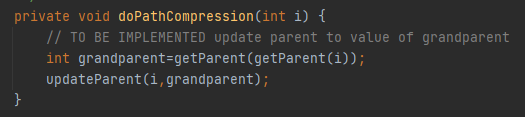 private void doPathCompression(int i) {
// TO BE IMPLEMENTED update parent to value of grandparent
int grandparent=getParent(getParent(i));
updateParent(i,grandparent);
}